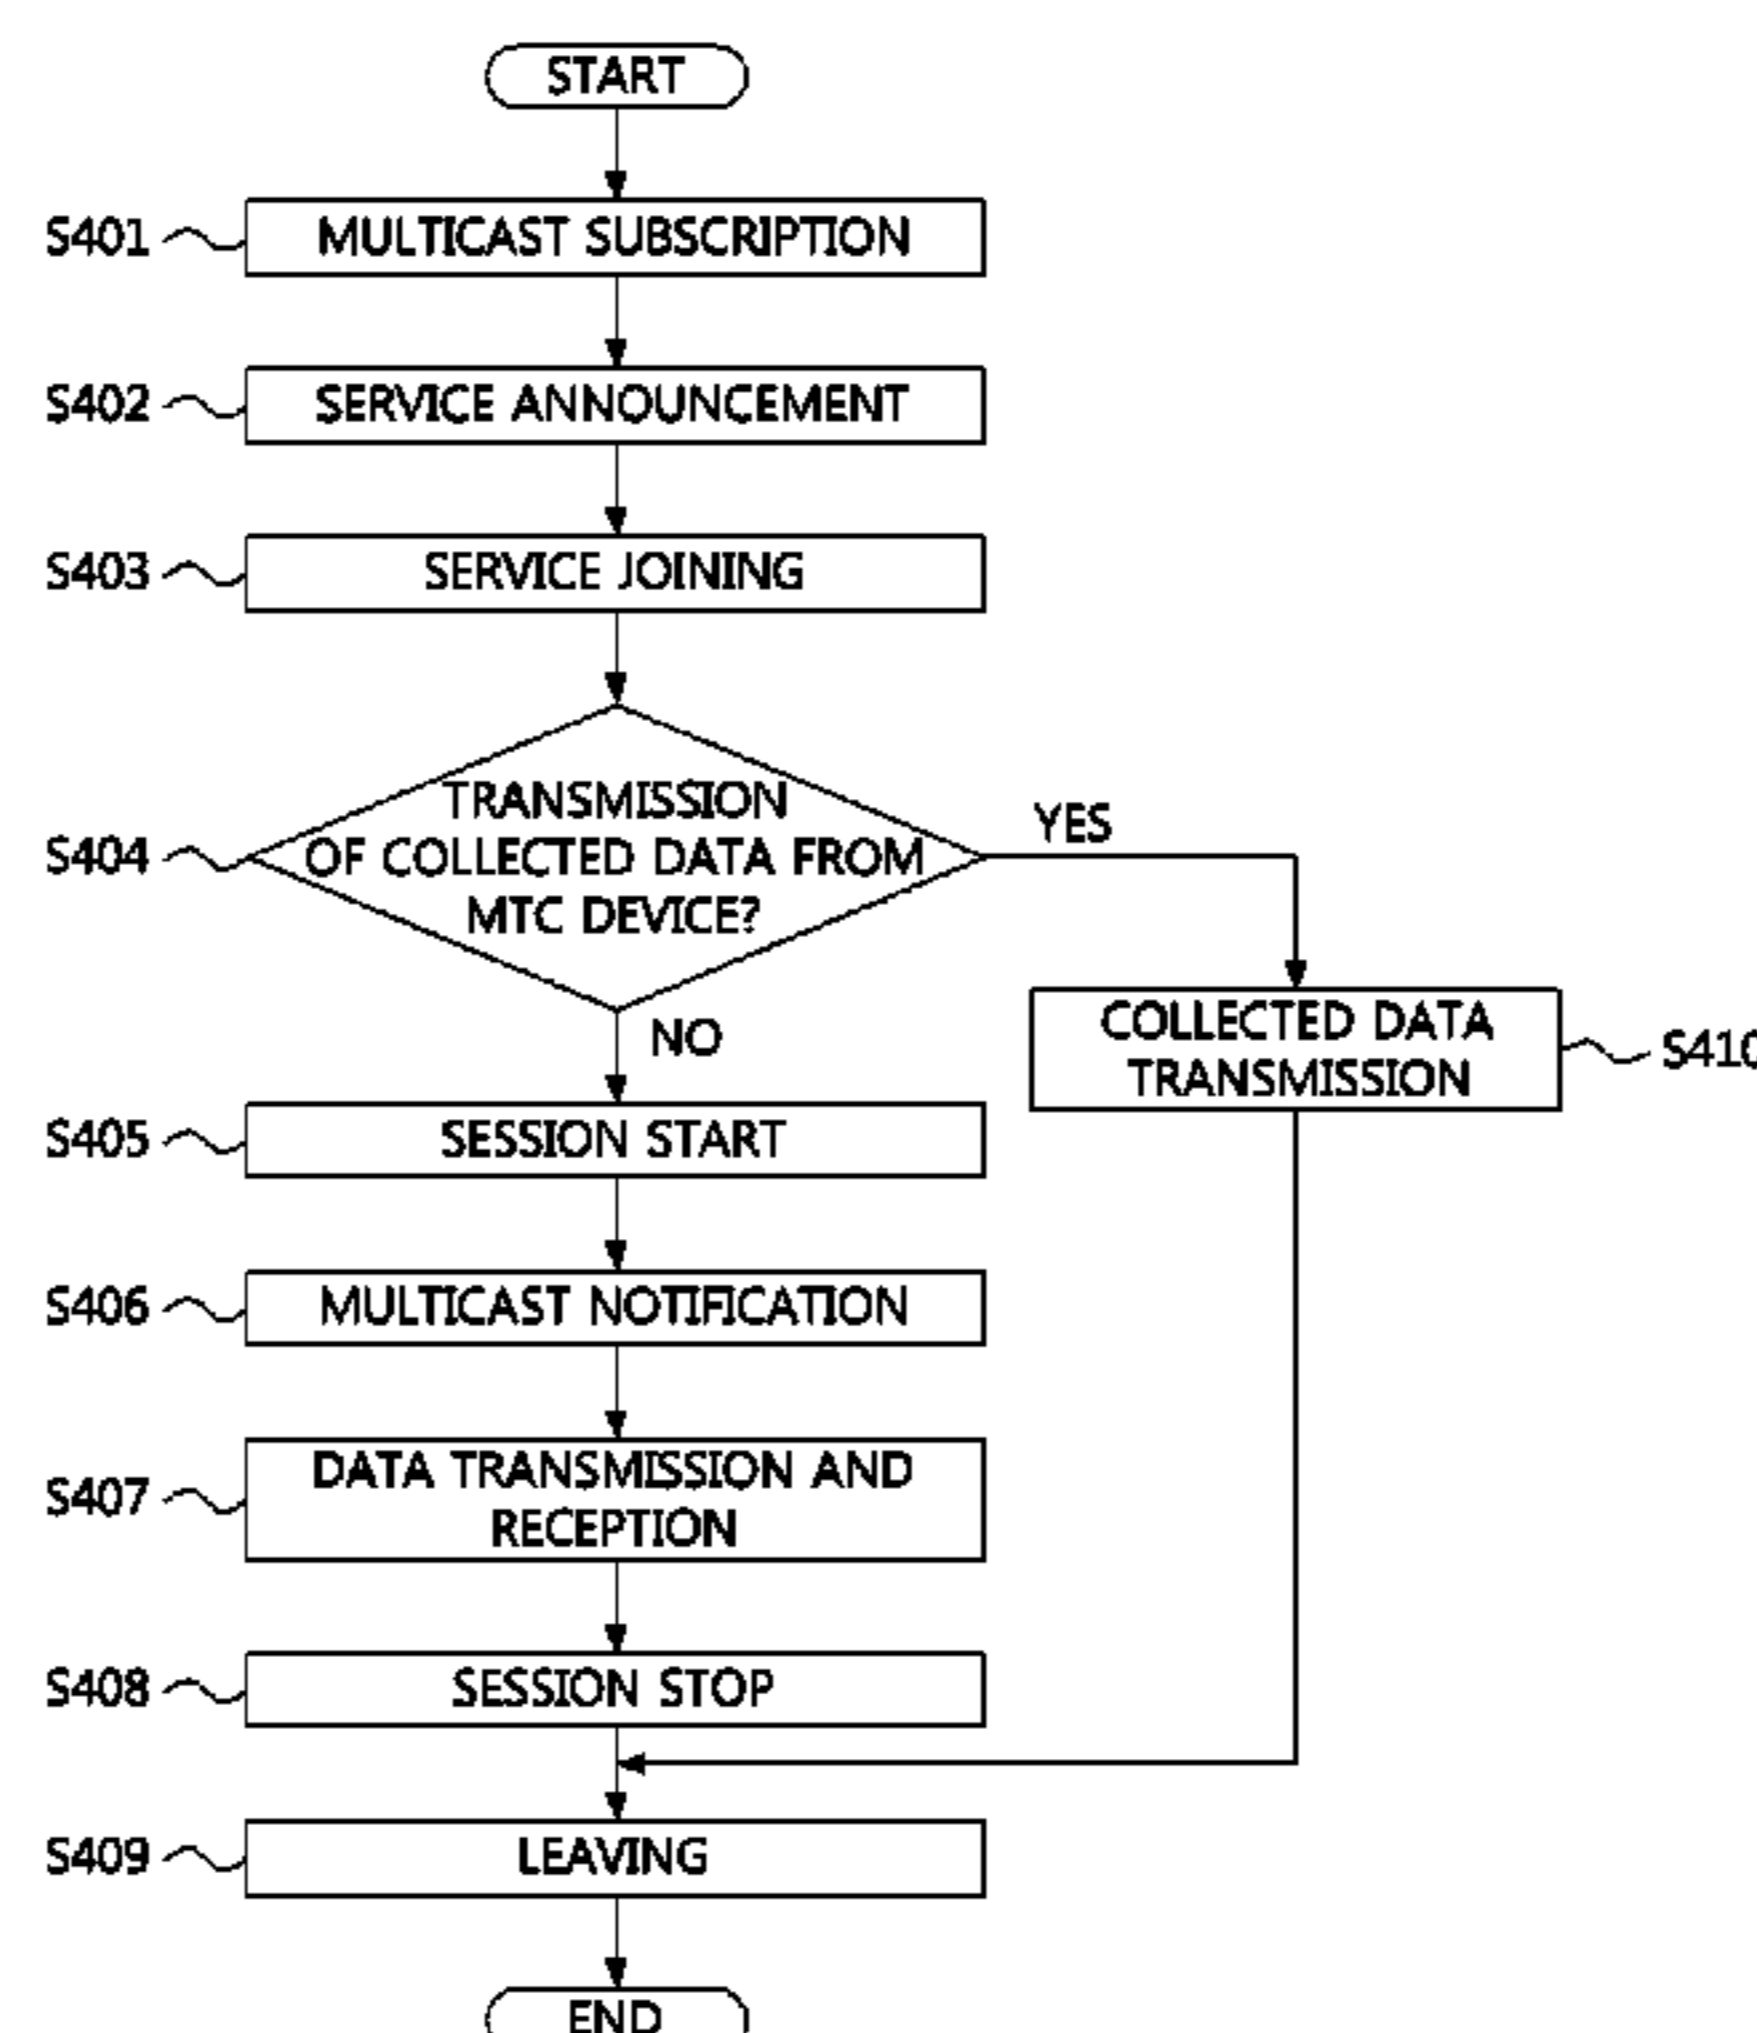 START
S401 MULTICAST SUBSCRIPTION
S402 SERVICE ANNOUNCEMENT
S403 SERVICE JOINING
TRANSMISSION
S404 OF COLLECTED DATA FROM
MTC DEVICE?
YES
NO
COLLECTED DATA
TRANSMISSION
S410
S405 SESSION START
S406 MULTICAST NOTIFICATION
S407 DATA TRANSMISSION AND
RECEPTION
S408 SESSION STOP
S409 LEAVING
END